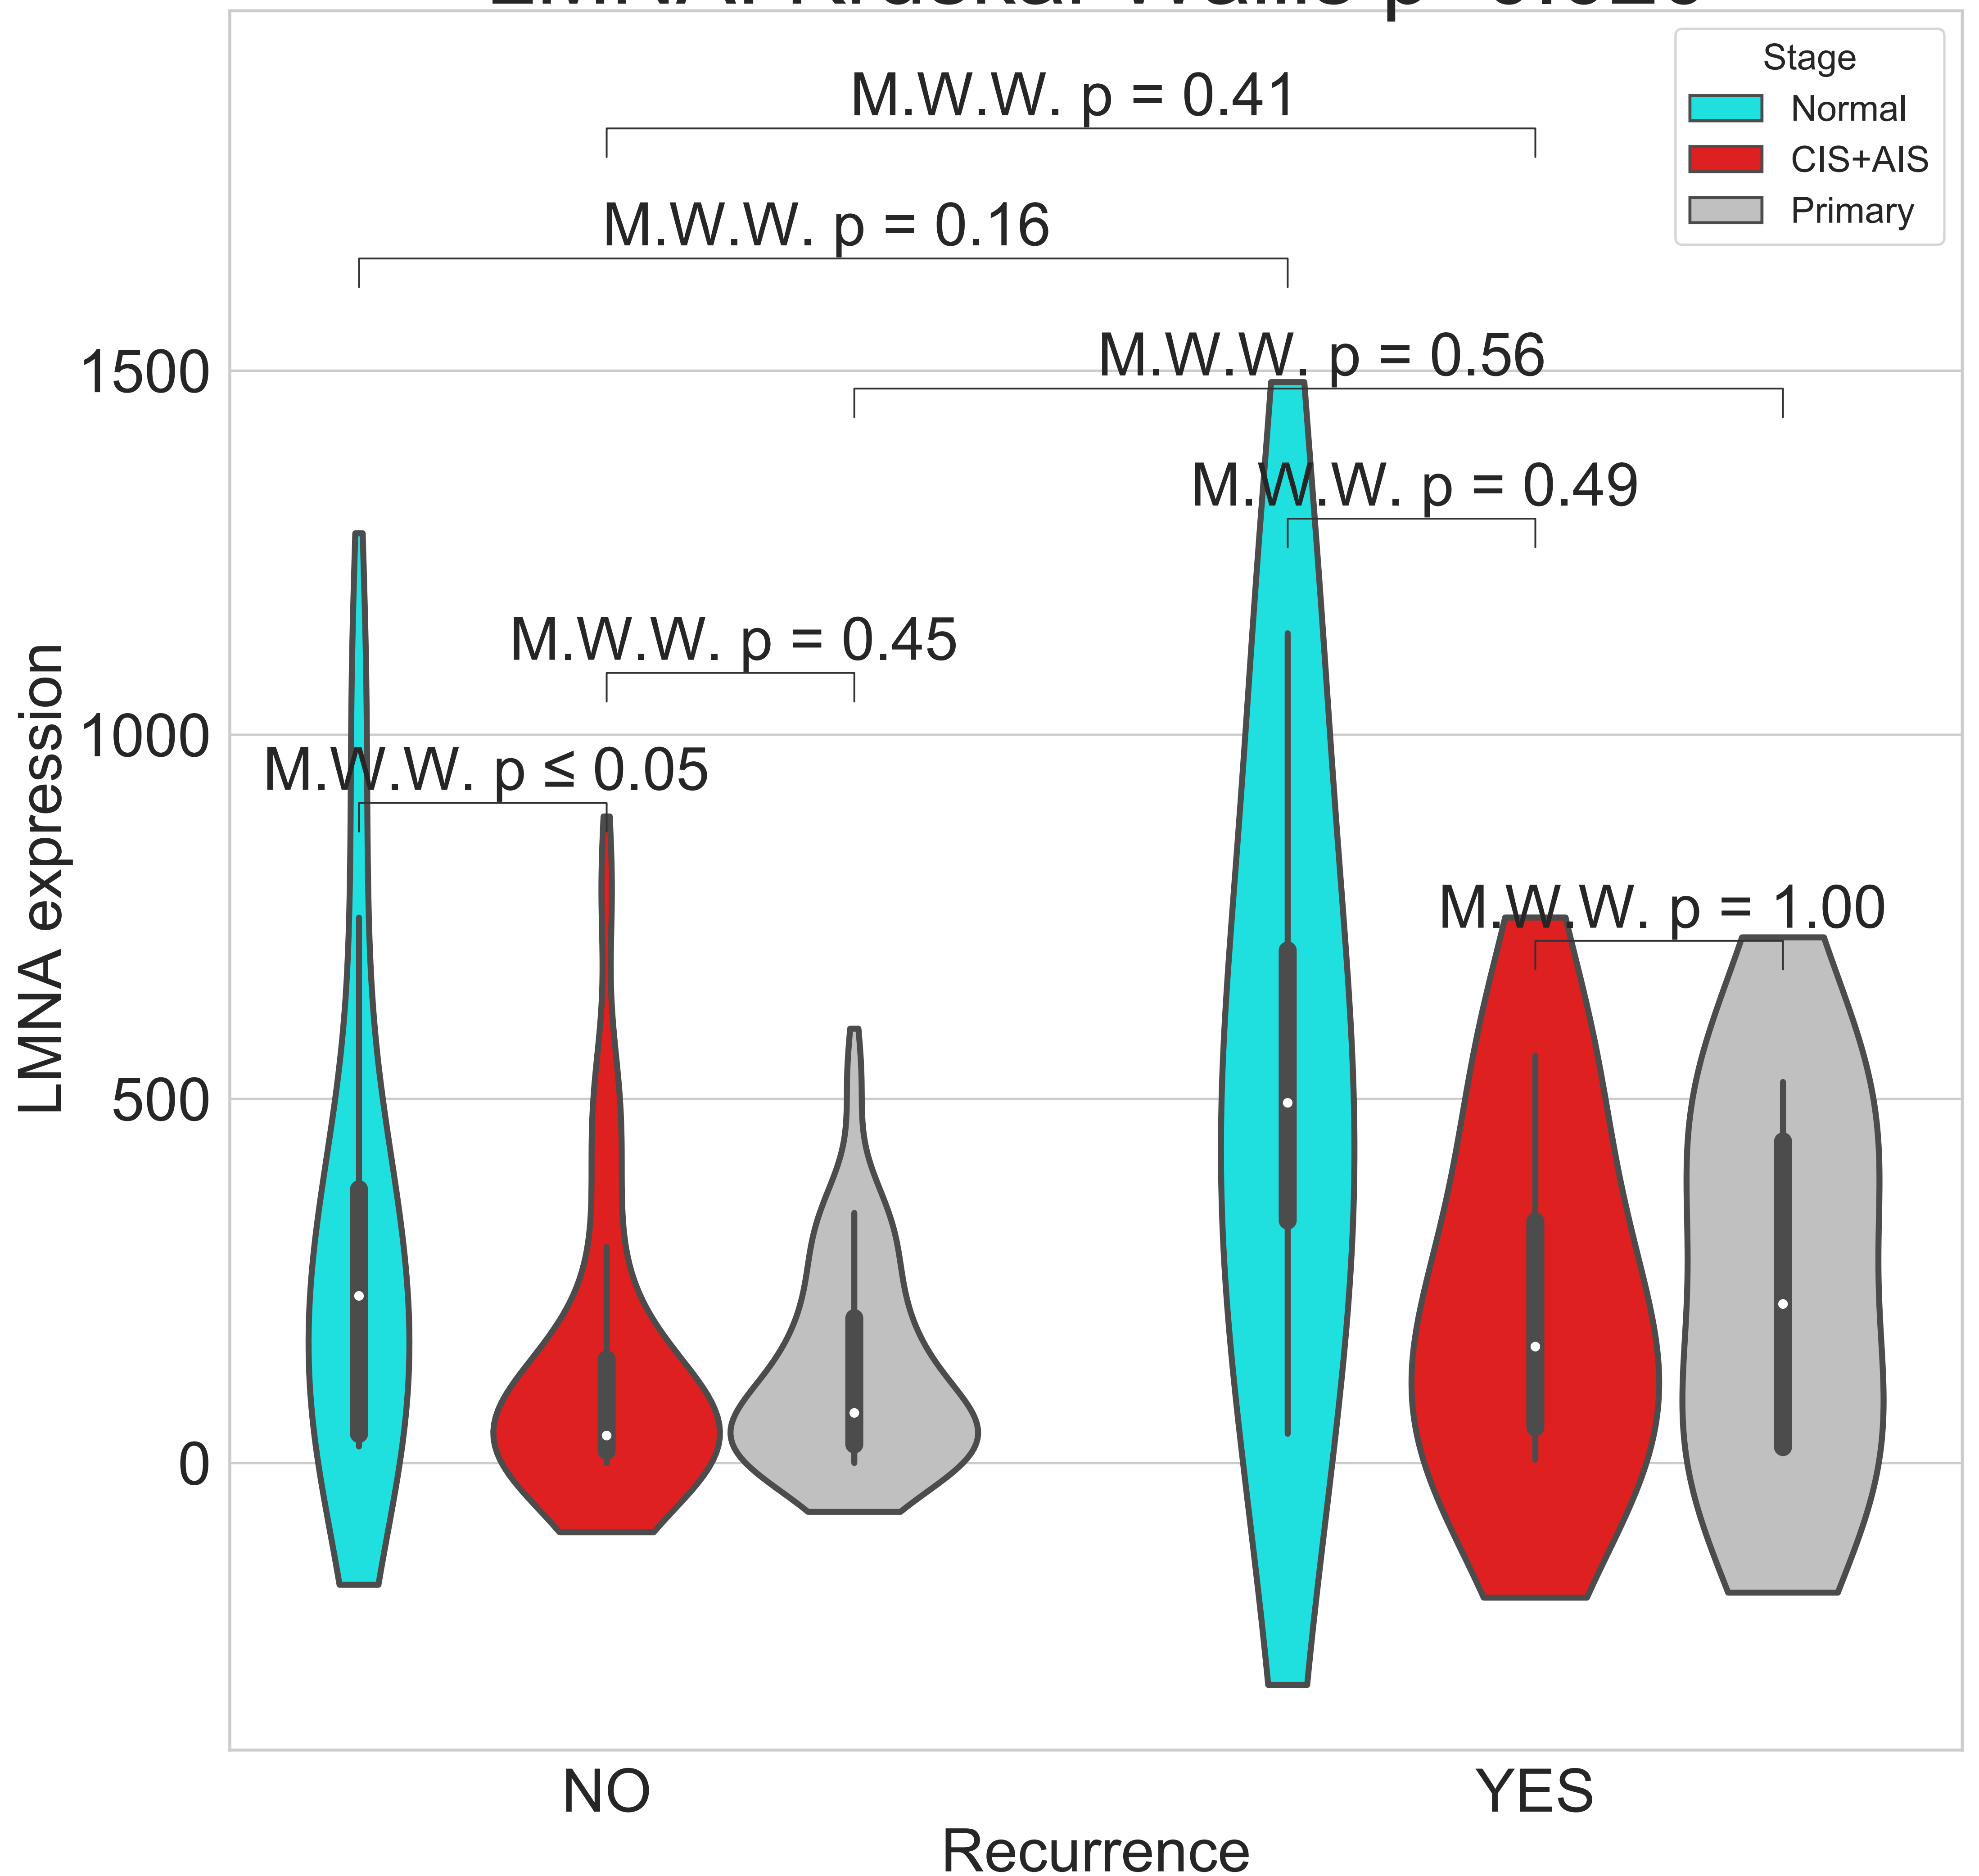 M.W.W. p = 0.41
Stage
Normal
CIS+AIS
Primary
M.W.W. p = 0.16
M.W.W. p = 0.56
M.W.W. p = 0.49
M.W.W. p = 0.45
M.W.W. p ≤ 0.05
M.W.W. p = 1.00
1500
1000
500
0
LMNA expression
NO
YES
Recurrence